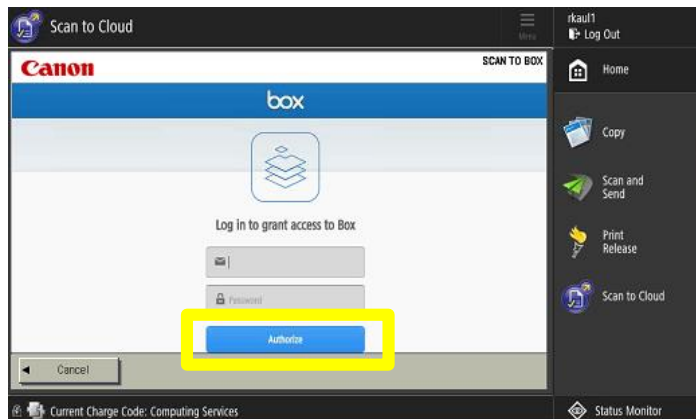 Scan to Cloud
Menu
rkaul1
Log Out
Canon
SCAN TO BOX
Home
box
Copy
Scan and
Send
Log in to grant access to Box
Print
Release
Password
Scan to Cloud
Authorize
Cancel
Current Charge Code: Computing Services
Status Monitor